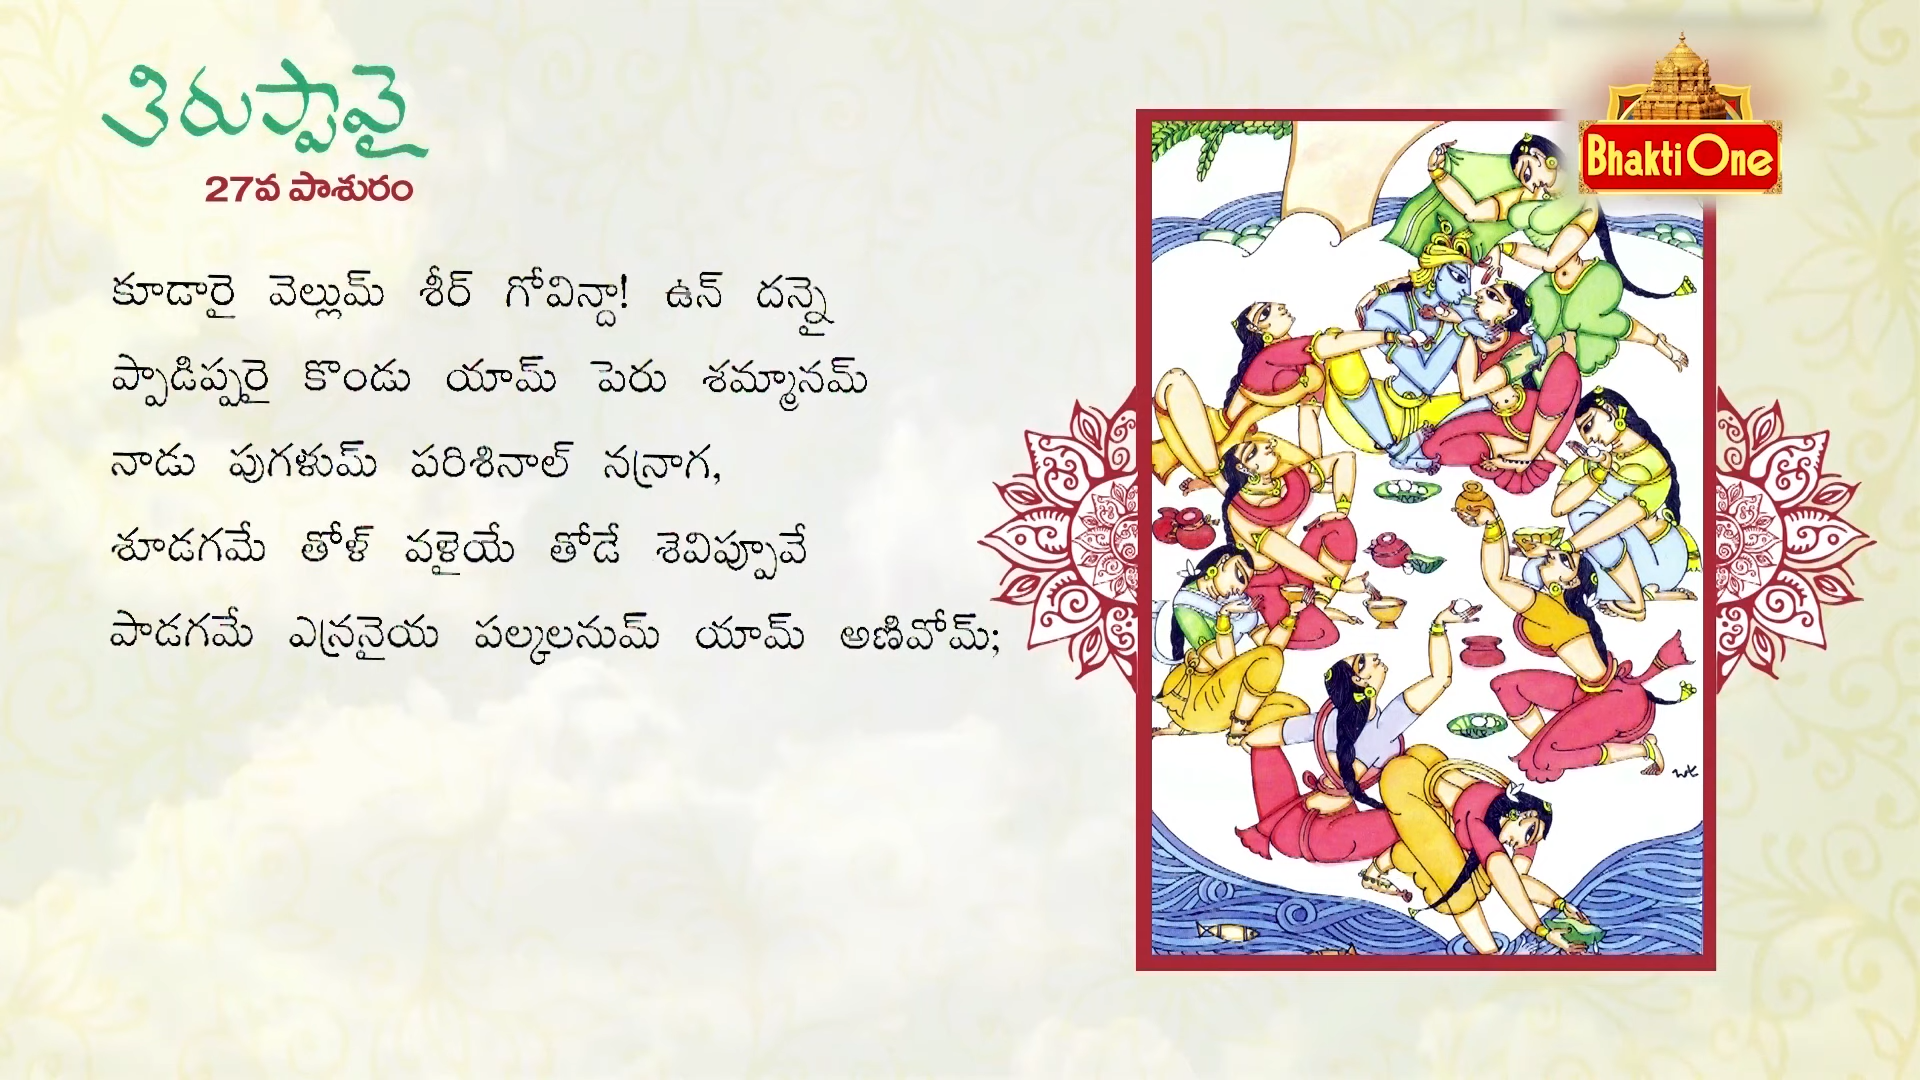 తిరుప్పావై
27వ పాశురం
Bhakti One
కూడారై వెల్లుమ్ శీర్ గోవిన్దా! ఉన్ దన్నై
ప్పాడిప్పఱై కొండు యామ్ పెరు శమ్మానమ్
నాడు పుగళుమ్ పరిశినాల్ నన్రాగ,
శూడగమే తోళ్ వళైయే తోడే శెవిప్పూవే
పాడగమే ఎన్రనైయ పల్కలనుమ్ యామ్ అణివోమ్;